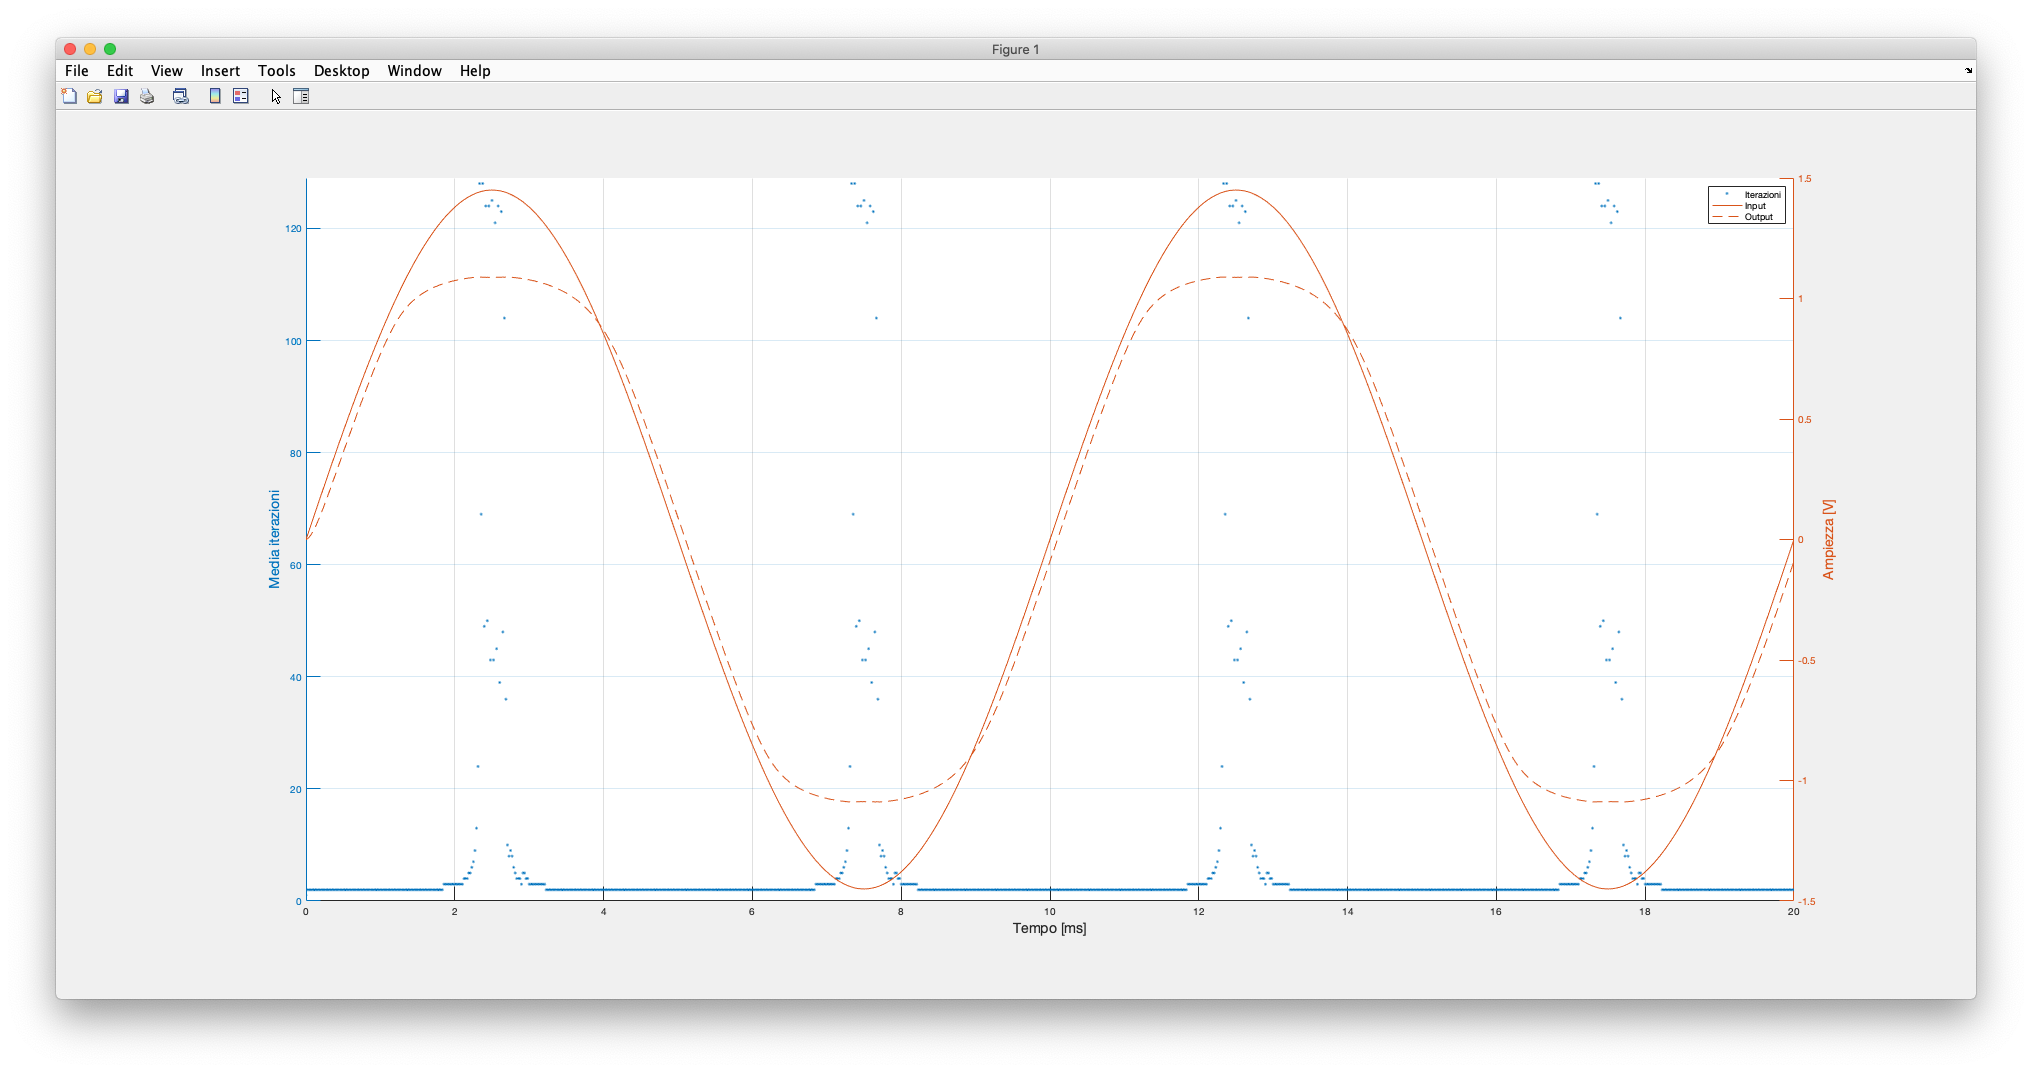 Figure 1
File Edit View Insert Tools Desktop Window Help
Iterazioni
Input
Output
Media iterazioni
0
20
40
60
80
100
120
Ampiezza [V]
1.5
1
0.5
0
-0.5
-1
-1.5
0 2 4 6 8 10 12 14 16 18 20
Tempo [ms]